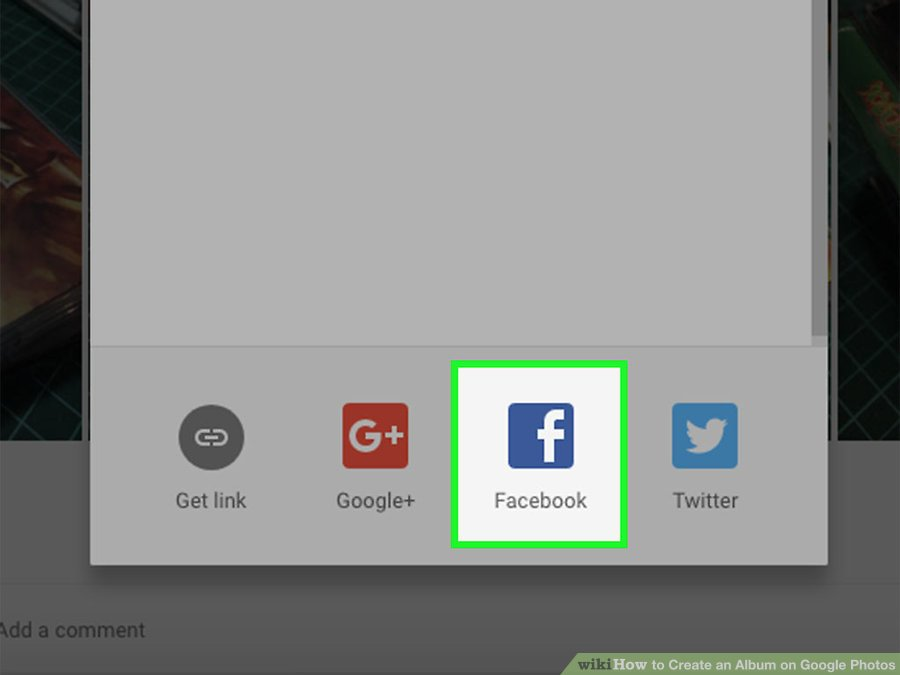 G+
f
Get link
Google+
Facebook
Twitter
Add a comment
wikiHow to Create an Album on Google Photos